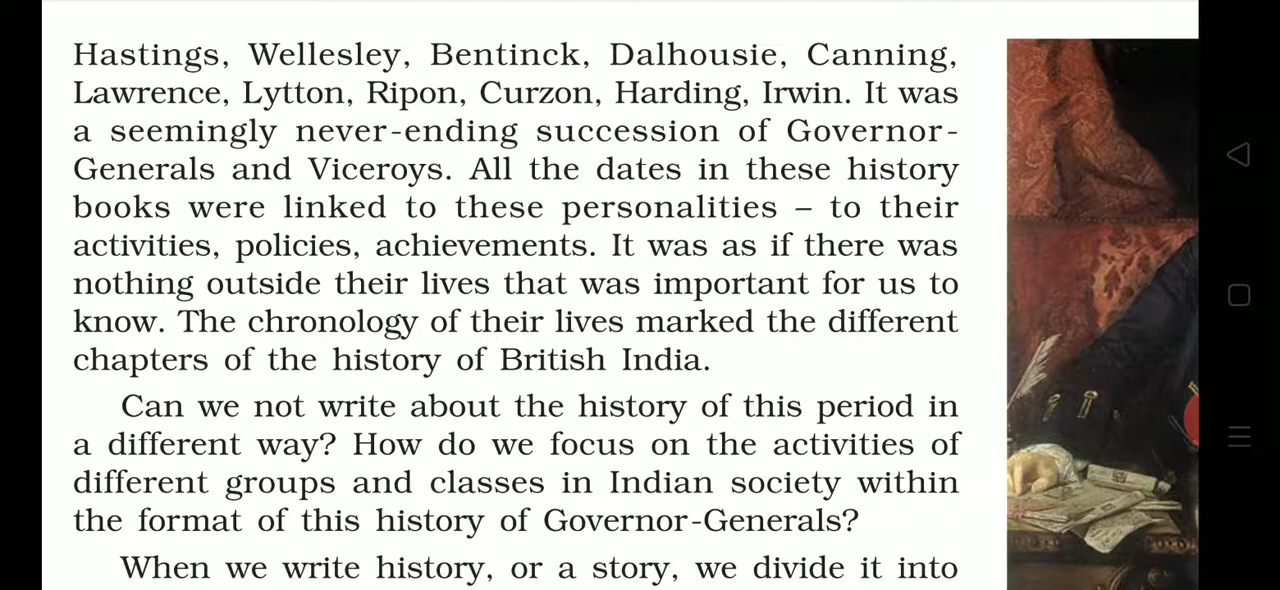 Hastings, Wellesley, Bentinck, Dalhousie, Canning,
Lawrence, Lytton, Ripon, Curzon, Harding, Irwin. It was
a seemingly never-ending succession of Governor-
Generals and Viceroys. All the dates in these history
books were linked to these personalities – to their
activities, policies, achievements. It was as if there was
nothing outside their lives that was important for us to
know. The chronology of their lives marked the different
chapters of the history of British India.
Can we not write about the history of this period in
a different way? How do we focus on the activities of
different groups and classes in Indian society within
the format of this history of Governor-Generals?
When we write history, or a story, we divide it into